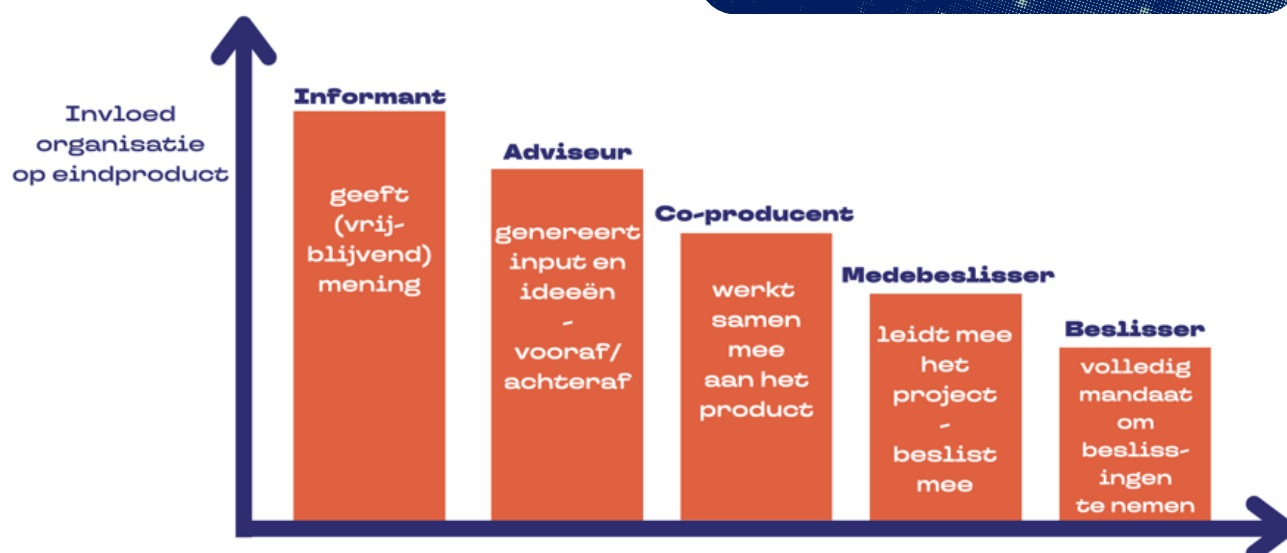 Invloed
organisatie
op eindproduct
Informant
geeft
(vrij-
blijvend)
mening
Adviseur
genereert
input en
ideeën
-
vooraf/
achteraf
Co-producent
werkt
samen
mee
aan het
product
Medebeslisser
leidt mee
het
project
-
beslist
mee
Beslisser
volledig
mandaat
om
besliss-
ingen
te nemen